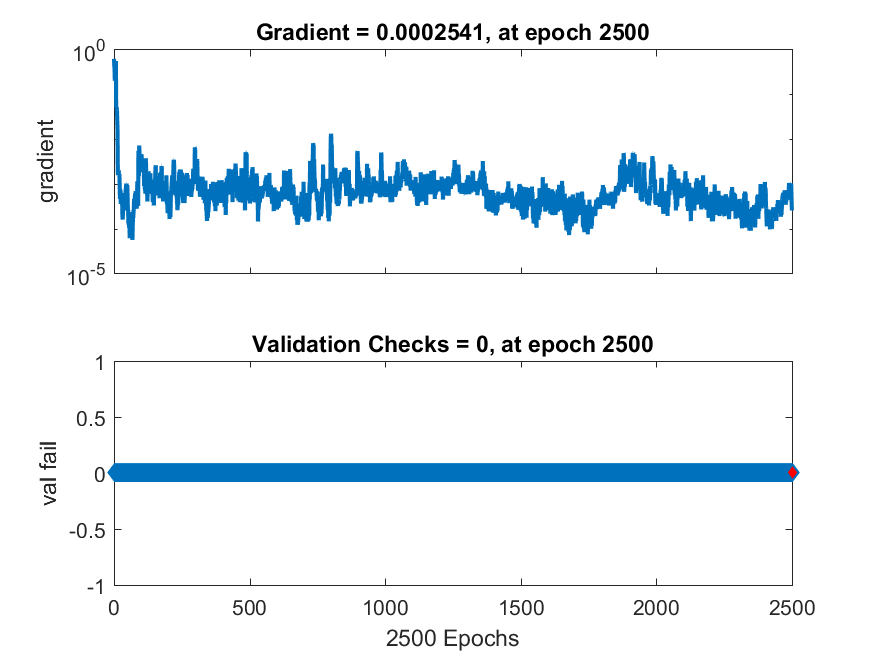 Gradient = 0.0002541, at epoch 2500
10^0
gradient
10^-5
Validation Checks = 0, at epoch 2500
1
0.5
0
-0.5
-1
val fail
0 500 1000 1500 2000 2500
2500 Epochs